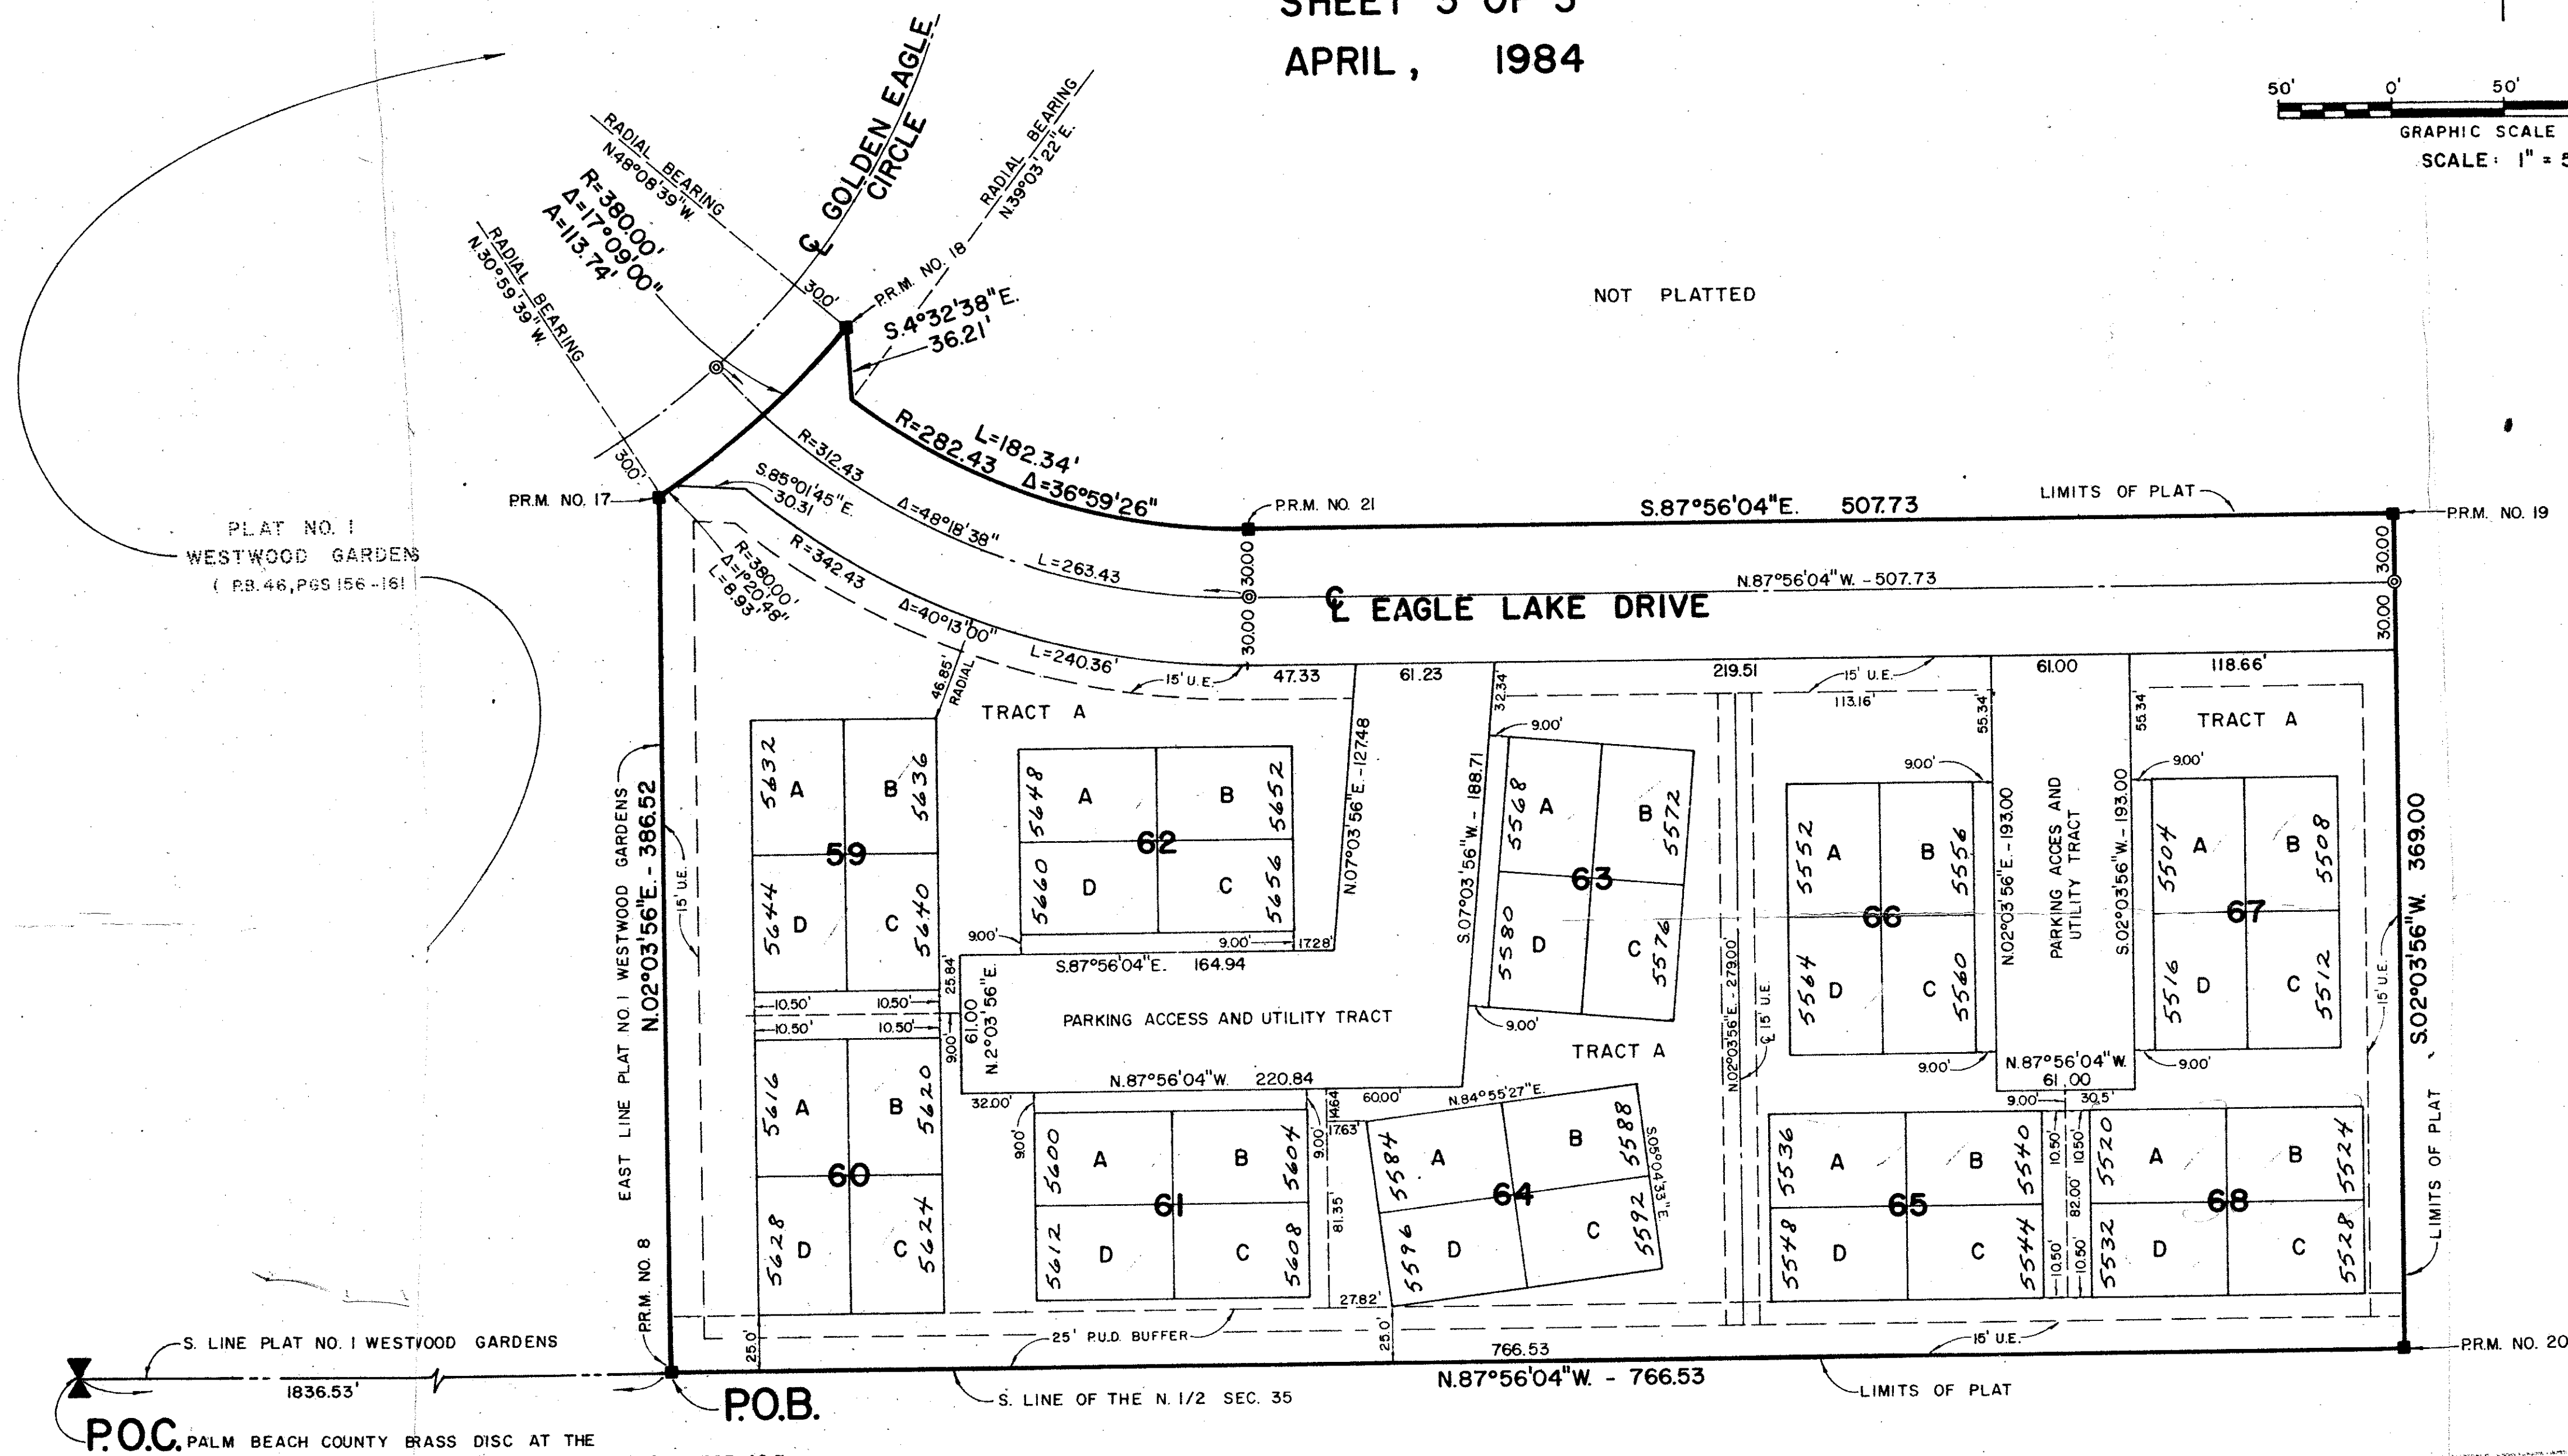 SHEET 3 OF 3
APRIL, 1984
50' 0' 50'
GRAPHIC SCALE
SCALE: 1" = 5
GOLDEN EAGLE
CIRCLE
RADIAL BEARING
N.48°08'39"W.
RADIAL BEARING
N.39°03'22"E.
R=380.00'
Δ=17°09'00"
A=113.74'
RADIAL BEARING
N.30°59'39"W.
300'
P.R.M. NO. 18
S.4°32'38"E.
36.21'
NOT PLATTED
L=182.34'
R=282.43 Δ=36°59'26"
R=312.43 Δ=48°18'38" L=263.43
300'
P.R.M. NO. 17
S.85°01'45"E.
30.31
P.R.M. NO. 21
S.87°56'04"E. 507.73
LIMITS OF PLAT
P.R.M. NO. 19
PLAT NO. 1
WESTWOOD GARDENS
( P.B. 46, PGS 156-161
R=380.00'
Δ=1°20'48"
L=8.93'
R=342.43 Δ=40°13'00" L=240.36'
30.00
30.00
N.87°56'04"W. - 507.73
℄ EAGLE LAKE DRIVE
30.00
30.00
46.85'
RADIAL
15' U.E.
47.33
61.23
219.51
15' U.E.
113.16'
61.00
118.66'
TRACT A
32.34'
55.34'
55.34'
TRACT A
9.00'
9.00'
9.00'
EAST LINE PLAT NO. 1 WESTWOOD GARDENS
N.02°03'56"E. - 386.52
15' U.E.
5632 A B 5636
59
5644 D C 5640
5648 A B 5652
62
5660 D C 5656
N.07°03'56"E. - 127.48
S.07°03'56"W. - 188.71
5568 A B 5572
63
5580 D C 5576
5552 A B 5556
66
5564 D C 5560
N.02°03'56"E. - 193.00
PARKING ACCES AND
UTILITY TRACT
S.02°03'56"W. - 193.00
5504 A B 5508
67
5516 D C 5512
S.02°03'56"W. 369.00
15' U.E.
9.00'
9.00'
17.28'
S.87°56'04"E. 164.94
25.84'
10.50' 10.50'
10.50' 10.50'
9.00'
61.00
N.2°03'56"E.
PARKING ACCESS AND UTILITY TRACT
9.00'
TRACT A
N.02°03'56"E. - 279.00'
℄ 15' U.E.
9.00'
N.87°56'04"W.
61.00
9.00'
N.87°56'04"W. 220.84
32.00'
9.00'
9.00'
14.64
60.00'
17.63'
N.84°55'27"E.
S.05°04'33"E.
9.00'
30.5'
5616 A B 5620
60
5628 D C 5624
5600 A B 5604
61
5612 D C 5608
81.35'
5584 A B 5588
64
5596 D C 5592
5536 A B 5540
65
5548 D C 5544
10.50' 10.50'
82.00'
10.50' 10.50'
5520 A B 5524
68
5532 D C 5528
LIMITS OF PLAT
P.R.M. NO. 8
27.82'
25.0'
25' P.U.D. BUFFER
25.0'
766.53
15' U.E.
P.R.M. NO. 20
S. LINE PLAT NO. 1 WESTWOOD GARDENS
1836.53'
N.87°56'04"W. - 766.53
LIMITS OF PLAT
P.O.B.
S. LINE OF THE N. 1/2 SEC. 35
P.O.C. PALM BEACH COUNTY BRASS DISC AT THE